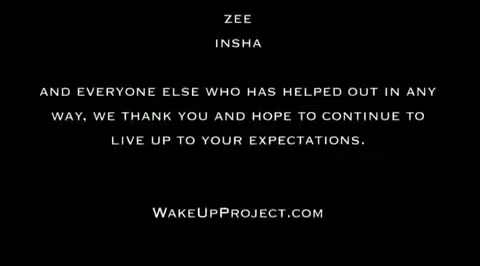 ZEE
INSHA
AND EVERYONE ELSE WHO HAS HELPED OUT IN ANY
WAY, WE THANK YOU AND HOPE TO CONTINUE TO
LIVE UP TO YOUR EXPECTATIONS.
WAKEUPPROJECT.COM